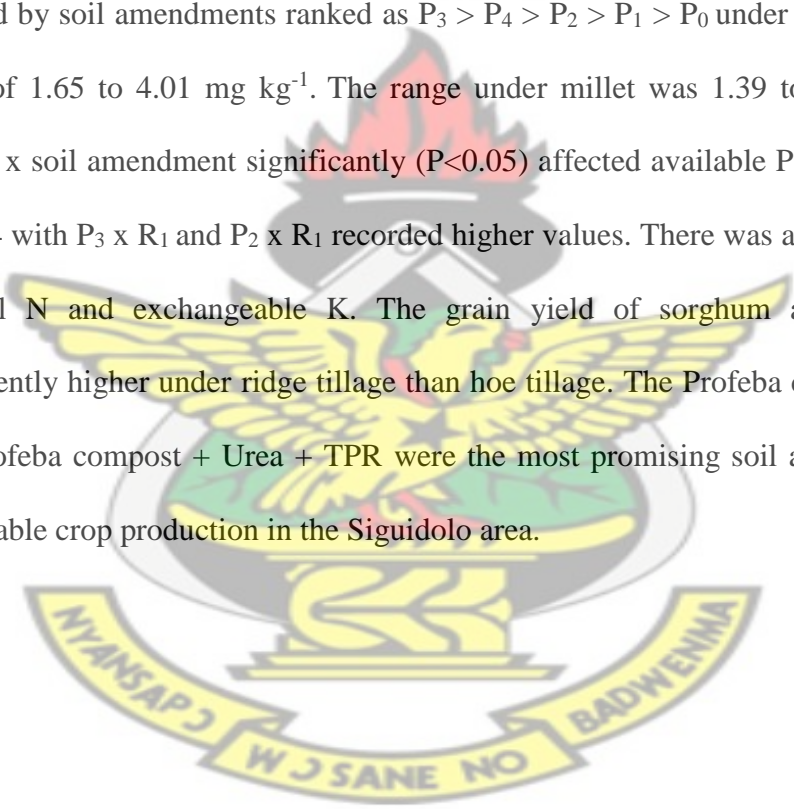 d by soil amendments ranked as P₃ > P₄ > P₂ > P₁ > P₀ under
of 1.65 to 4.01 mg kg⁻¹. The range under millet was 1.39 to
x soil amendment significantly (P<0.05) affected available P
with P₃ x R₁ and P₂ x R₁ recorded higher values. There was a
l N and exchangeable K. The grain yield of sorghum a
ently higher under ridge tillage than hoe tillage. The Profeba c
ofeba compost + Urea + TPR were the most promising soil a
able crop production in the Siguidolo area.
NYANSAPƆ WƆSANE NO BADWENMA